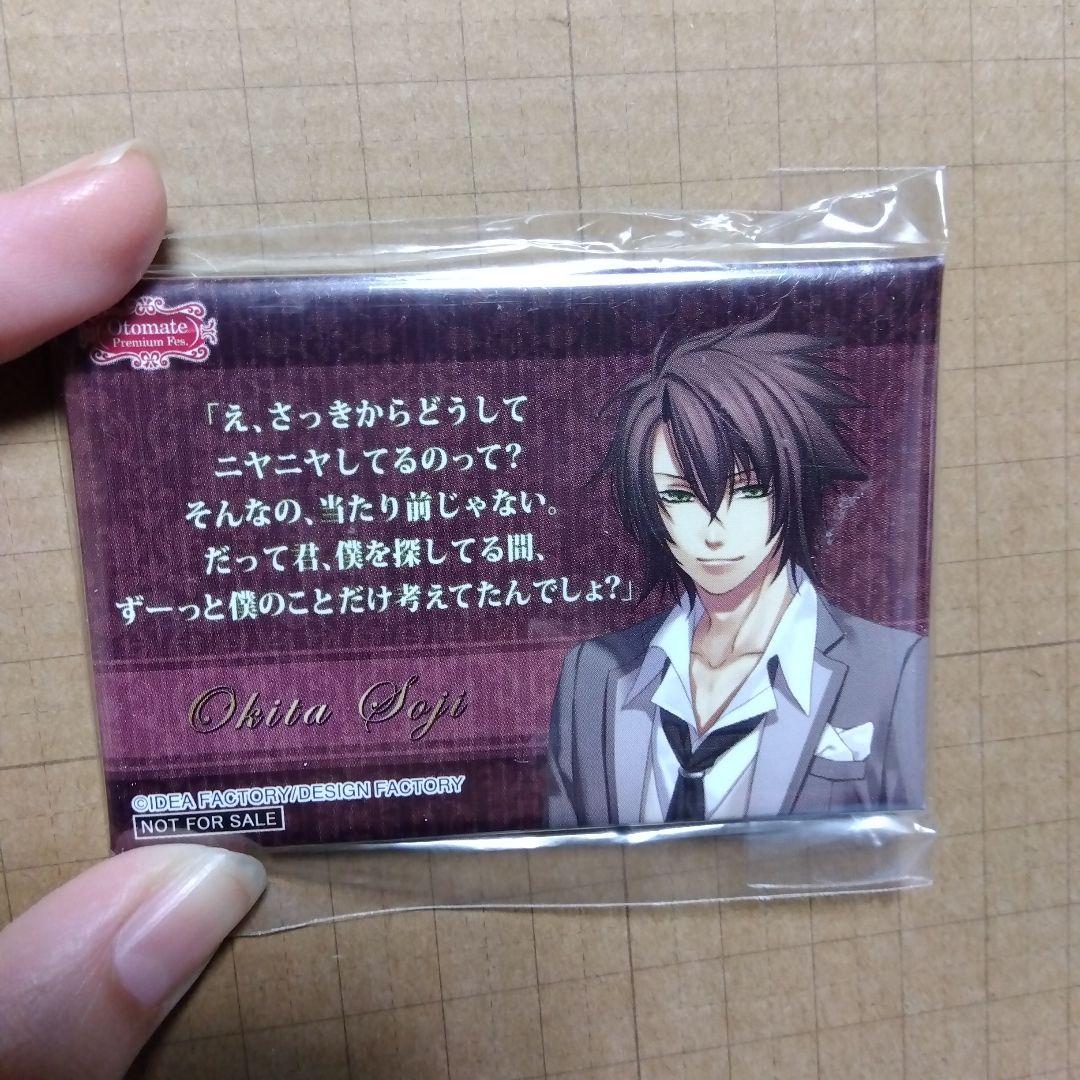 Otomate
Premium Fes.
「え、さっきからどうして
ニヤニヤしてるのって?
そんなの、当たり前じゃない。
だって君、僕を探してる間、
ずーっと僕のことだけ考えてたんでしょ?」
Okita Soji
©IDEA FACTORY/DESIGN FACTORY
NOT FOR SALE